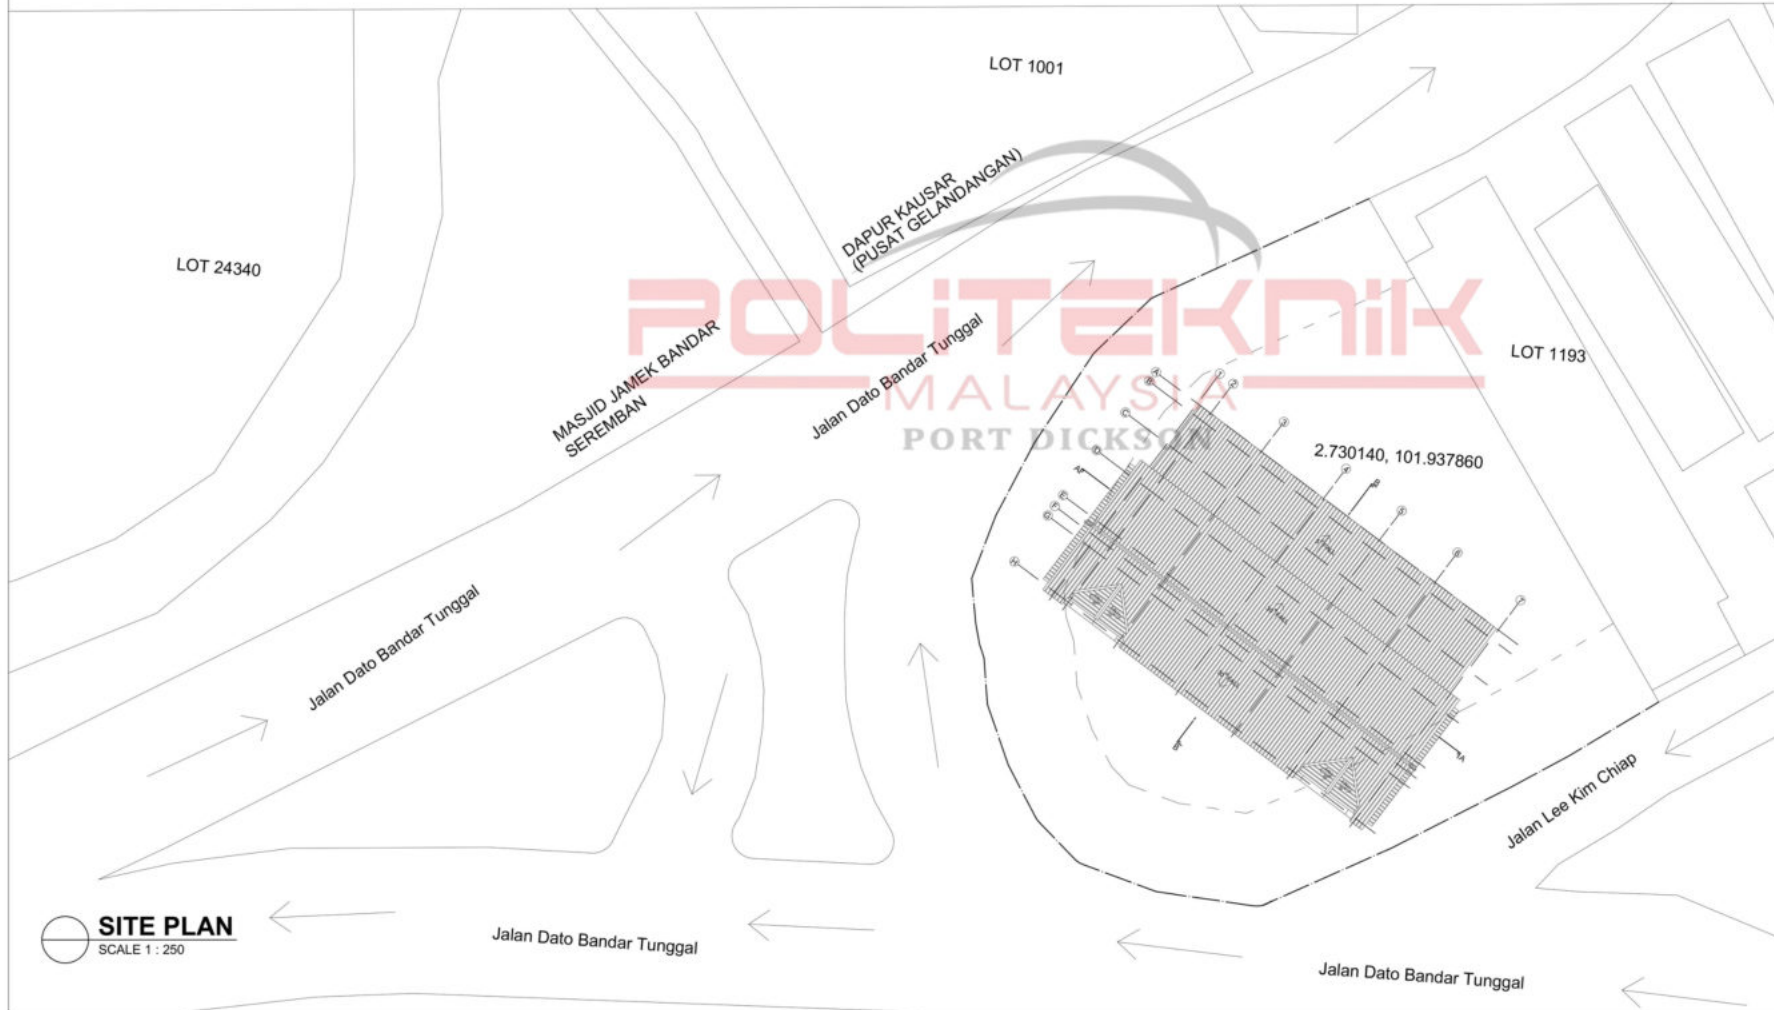 LOT 1001
DAPUR KAUSAR
(PUSAT GELANDANGAN)
LOT 24340
POLITEKNIK
MALAYSIA
PORT DICKSON
MASJID JAMEK BANDAR
SEREMBAN
Jalan Dato Bandar Tunggal
LOT 1193
2.730140, 101.937860
Jalan Dato Bandar Tunggal
Jalan Lee Kim Chiap
SITE PLAN
SCALE 1 : 250
Jalan Dato Bandar Tunggal
Jalan Dato Bandar Tunggal